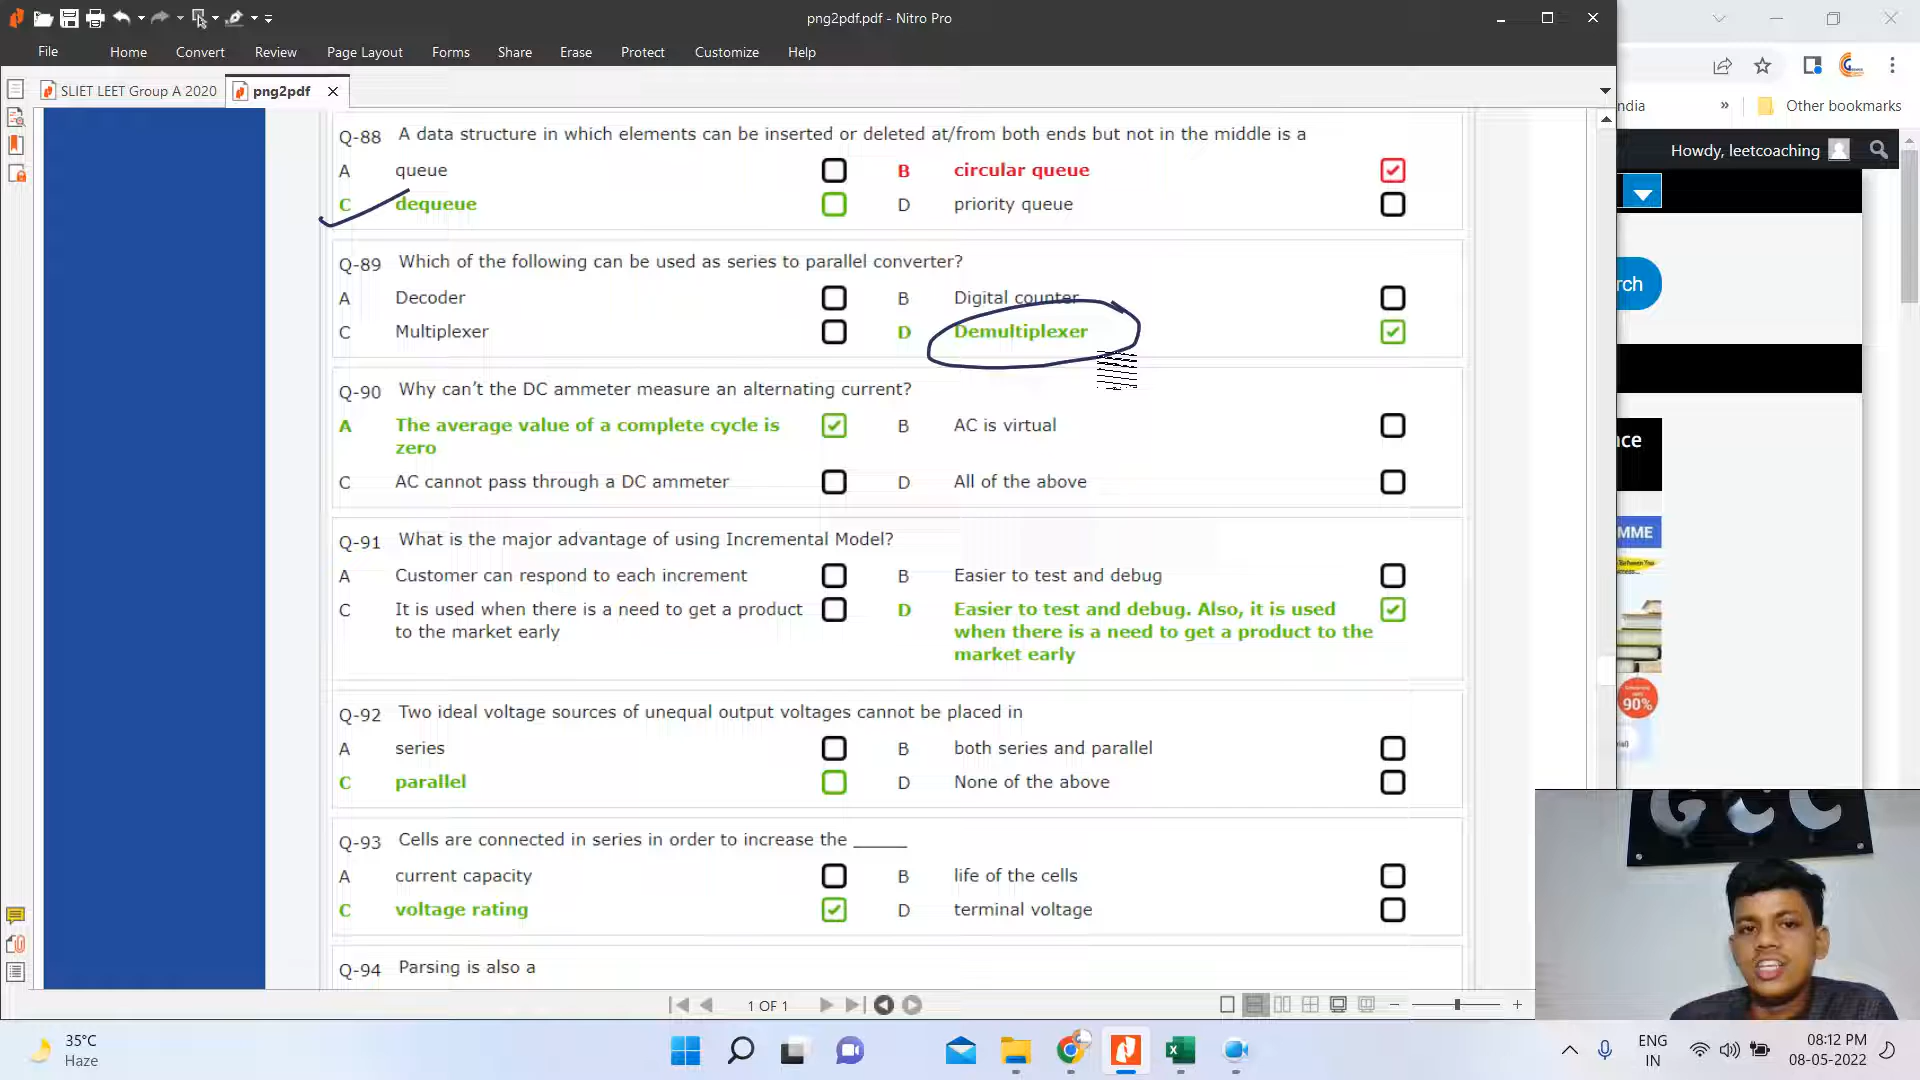 png2pdf.pdf - Nitro Pro
File Home Convert Review Page Layout Forms Share Erase Protect Customize Help
SLIET LEET Group A 2020 png2pdf
ndia » Other bookmarks
Howdy, leetcoaching
Q-88 A data structure in which elements can be inserted or deleted at/from both ends but not in the middle is a
A queue B circular queue
C dequeue D priority queue
Q-89 Which of the following can be used as series to parallel converter?
A Decoder B Digital counter
C Multiplexer D Demultiplexer
rch
Q-90 Why can't the DC ammeter measure an alternating current?
A The average value of a complete cycle is B AC is virtual
zero
C AC cannot pass through a DC ammeter D All of the above
nce
Q-91 What is the major advantage of using Incremental Model?
MME
A Customer can respond to each increment B Easier to test and debug
C It is used when there is a need to get a product D Easier to test and debug. Also, it is used
to the market early when there is a need to get a product to the
market early
90%
Q-92 Two ideal voltage sources of unequal output voltages cannot be placed in
A series B both series and parallel
C parallel D None of the above
Q-93 Cells are connected in series in order to increase the ______
A current capacity B life of the cells
C voltage rating D terminal voltage
Q-94 Parsing is also a
GCC
1 OF 1
35°C
Haze
ENG
IN
08:12 PM
08-05-2022